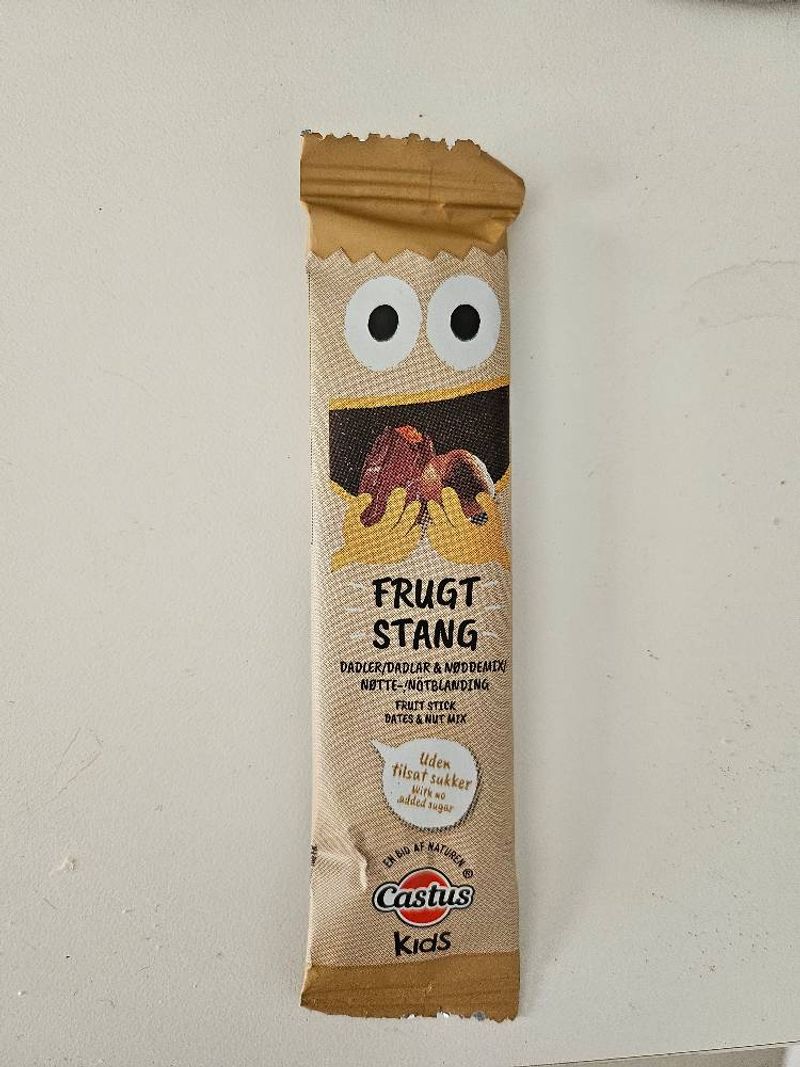 FRUGT
STANG
DADLER/DADLAR & NØDDEMIX/
NØTTE-/NÖTBLANDING
FRUIT STICK
DATES & NUT MIX
Uden
tilsat sukker
With no
added sugar
EN BID AF NATUREN ®
Castus
Kids